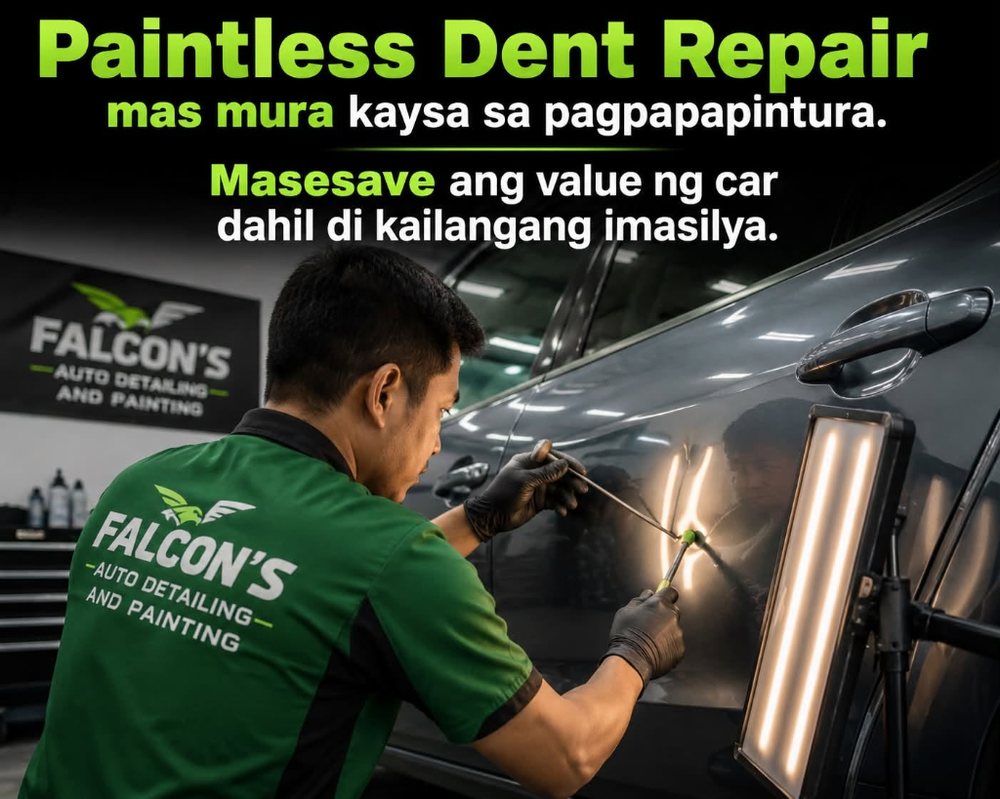 Paintless Dent Repair
mas mura kaysa sa pagpapapintura.
Masesave ang value ng car
dahil di kailangang imasilya.
FALCON'S
AUTO DETAILING
AND PAINTING
FALCON'S
AUTO DETAILING
AND PAINTING